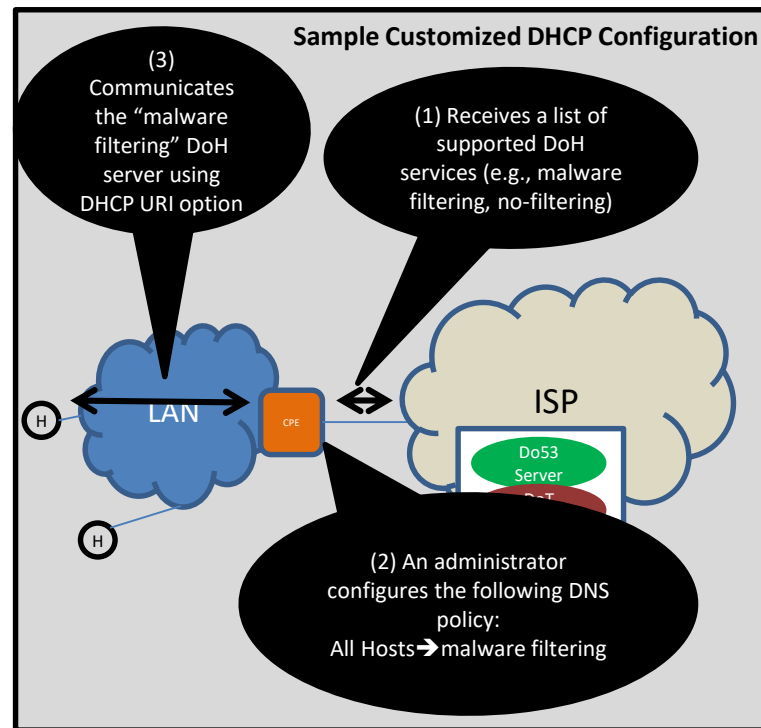 Sample Customized DHCP Configuration
(3)
Communicates
the “malware
filtering” DoH
server using
DHCP URI option
(1) Receives a list of
supported DoH
services (e.g., malware
filtering, no-filtering)
LAN
CPE
ISP
H
H
Do53
Server
(2) An administrator
configures the following DNS
policy:
All Hosts➔malware filtering